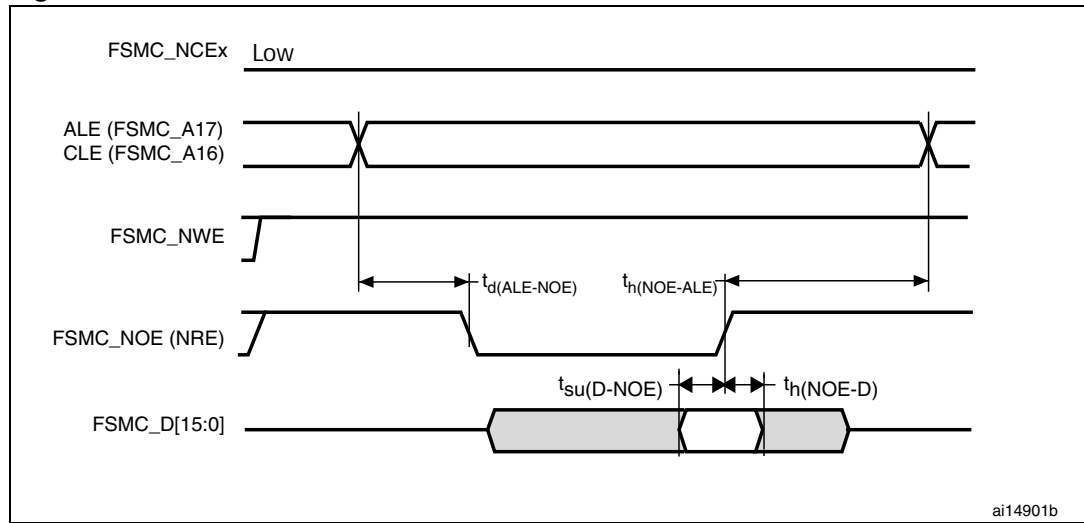 FSMC_NCEx Low
ALE (FSMC_A17)
CLE (FSMC_A16)
FSMC_NWE
td(ALE-NOE) th(NOE-ALE)
FSMC_NOE (NRE)
tsu(D-NOE) th(NOE-D)
FSMC_D[15:0]
ai14901b